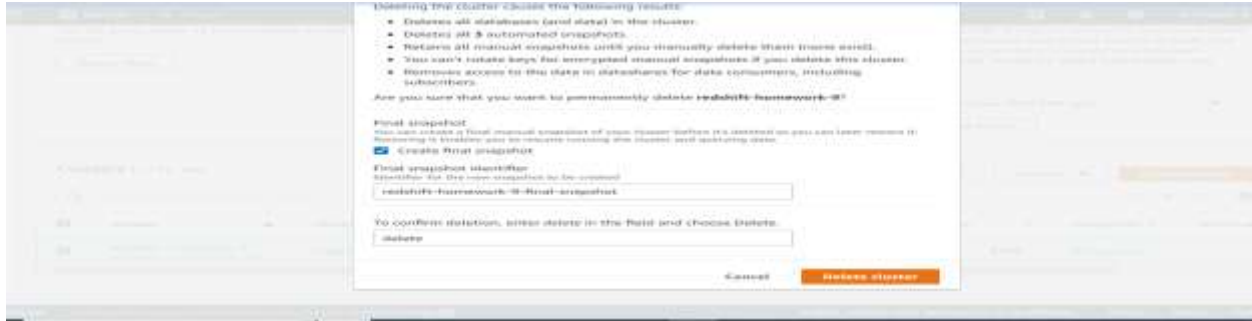 Deleting the cluster causes the following results:
Deletes all databases (and data) in the cluster.
Deletes all 5 automated snapshots.
Retains all manual snapshots until you manually delete them (none exist).
You can't rotate keys for encrypted manual snapshots if you delete this cluster.
Removes access to the data in datashares for data consumers, including
subscribers.
Are you sure that you want to permanently delete redshift-homework-9?
Final snapshot
You can create a final manual snapshot of your cluster before it's deleted so you can later restore it.
Restoring it enables you to resume running the cluster and querying data.
Create final snapshot
Final snapshot identifier
Identifier for the new snapshot to be created
redshift-homework-9-final-snapshot
To confirm deletion, enter delete in the field and choose Delete.
delete
Cancel
Delete cluster